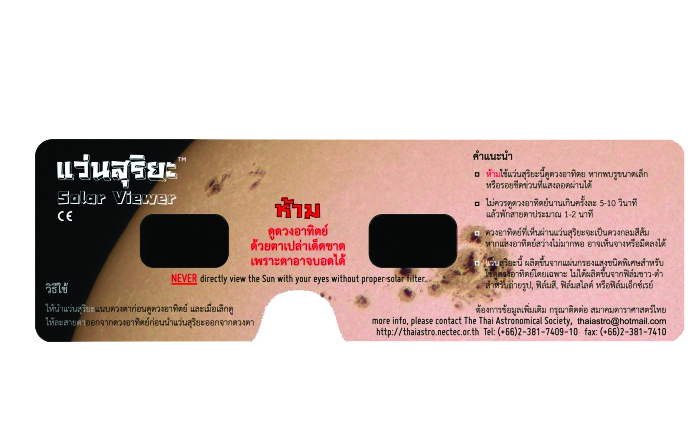 แว่นสุริยะ™
Solar Viewer
CE
ห้าม
ดูดวงอาทิตย์
ด้วยตาเปล่าเด็ดขาด
เพราะตาอาจบอดได้
NEVER directly view the Sun with your eyes without proper solar filter.
วิธีใช้
ให้นำแว่นสุริยะแนบดวงตาก่อนดูดวงอาทิตย์ และเมื่อเลิกดู
ให้ละสายตาออกจากดวงอาทิตย์ก่อนนำแว่นสุริยะออกจากดวงตา
คำแนะนำ
ห้ามใช้แว่นสุริยะนี้ดูดวงอาทิตย์ หากพบรูขนาดเล็ก
หรือรอยขีดข่วนที่แสงลอดผ่านได้
ไม่ควรดูดวงอาทิตย์นานเกินครั้งละ 5-10 วินาที
แล้วพักสายตาประมาณ 1-2 นาที
ดวงอาทิตย์ที่เห็นผ่านแว่นสุริยะจะเป็นดวงกลมสีส้ม
หากแสงอาทิตย์สว่างไม่มากพอ อาจเห็นจางหรือมืดลงได้
แว่นสุริยะนี้ ผลิตขึ้นจากแผ่นกรองแสงชนิดพิเศษสำหรับ
ใช้ดูดวงอาทิตย์โดยเฉพาะ ไม่ได้ผลิตขึ้นจากฟิล์มขาว-ดำ
สำหรับถ่ายรูป, ฟิล์มสี, ฟิล์มสไลด์ หรือฟิล์มเอ็กซ์เรย์
ต้องการข้อมูลเพิ่มเติม กรุณาติดต่อ สมาคมดาราศาสตร์ไทย
more info, please contact The Thai Astronomical Society, thaiastro@hotmail.com
http://thaiastro.nectec.or.th Tel: (+66)2-381-7409-10 fax: (+66)2-381-7410